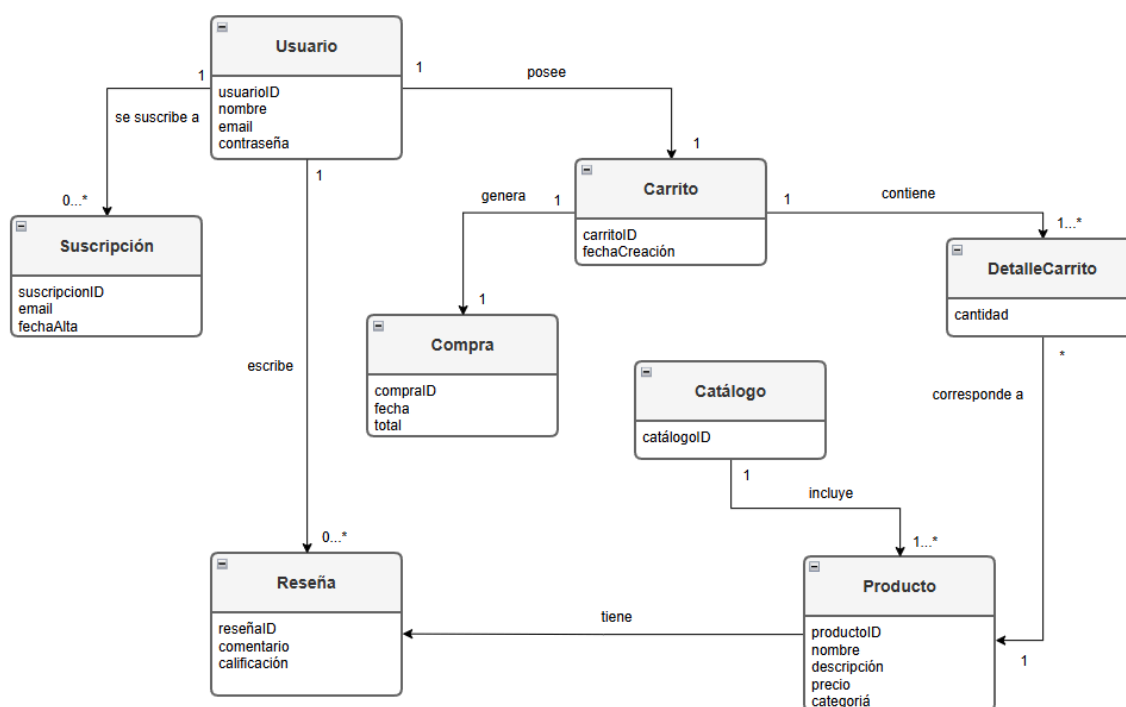 Usuario
usuarioID
nombre
email
contraseña
1
1
posee
se suscribe a
1
1
0...*
Suscripción
suscripcionID
email
fechaAlta
Carrito
carritoID
fechaCreación
genera
1
1
contiene
1...*
DetalleCarrito
cantidad
1
Compra
compraID
fecha
total
*
corresponde a
escribe
Catálogo
catálogoID
1
incluye
0...*
1...*
Reseña
reseñaID
comentario
calificación
tiene
Producto
productoID
nombre
descripción
precio
categoriá
1